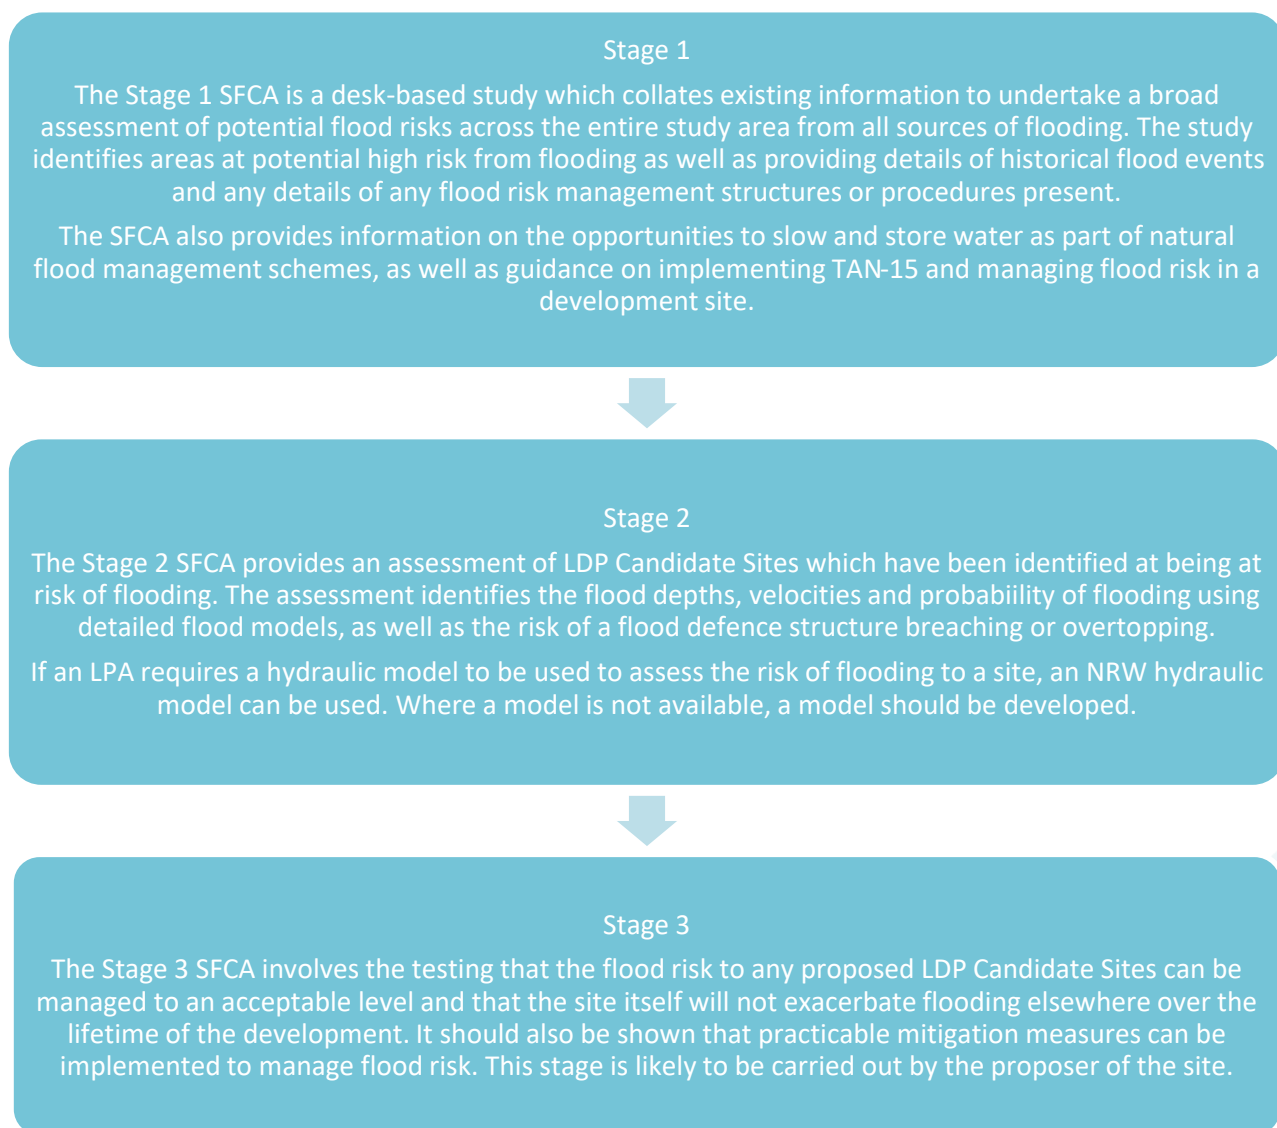 Stage 1
The Stage 1 SFCA is a desk-based study which collates existing information to undertake a broad
assessment of potential flood risks across the entire study area from all sources of flooding. The study
identifies areas at potential high risk from flooding as well as providing details of historical flood events
and any details of any flood risk management structures or procedures present.
The SFCA also provides information on the opportunities to slow and store water as part of natural
flood management schemes, as well as guidance on implementing TAN-15 and managing flood risk in a
development site.
Stage 2
The Stage 2 SFCA provides an assessment of LDP Candidate Sites which have been identified at being at
risk of flooding. The assessment identifies the flood depths, velocities and probabiility of flooding using
detailed flood models, as well as the risk of a flood defence structure breaching or overtopping.
If an LPA requires a hydraulic model to be used to assess the risk of flooding to a site, an NRW hydraulic
model can be used. Where a model is not available, a model should be developed.
Stage 3
The Stage 3 SFCA involves the testing that the flood risk to any proposed LDP Candidate Sites can be
managed to an acceptable level and that the site itself will not exacerbate flooding elsewhere over the
lifetime of the development. It should also be shown that practicable mitigation measures can be
implemented to manage flood risk. This stage is likely to be carried out by the proposer of the site.